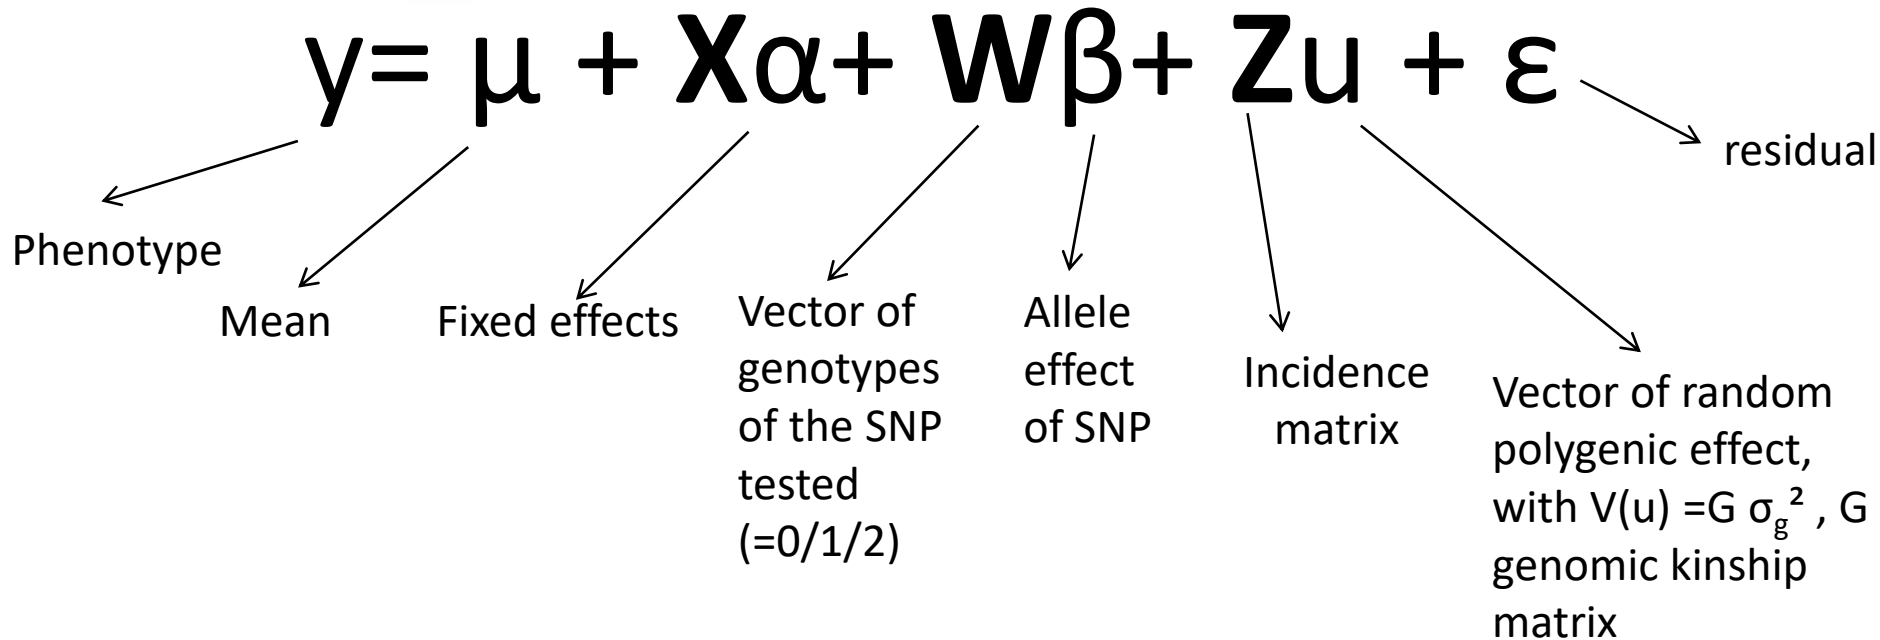 y= μ + Xα+ Wβ+ Zu + ε
residual
Phenotype
Mean
Fixed effects
Vector of
genotypes
of the SNP
tested
(=0/1/2)
Allele
effect
of SNP
Incidence
matrix
Vector of random
polygenic effect,
with V(u) =G σg² , G
genomic kinship
matrix